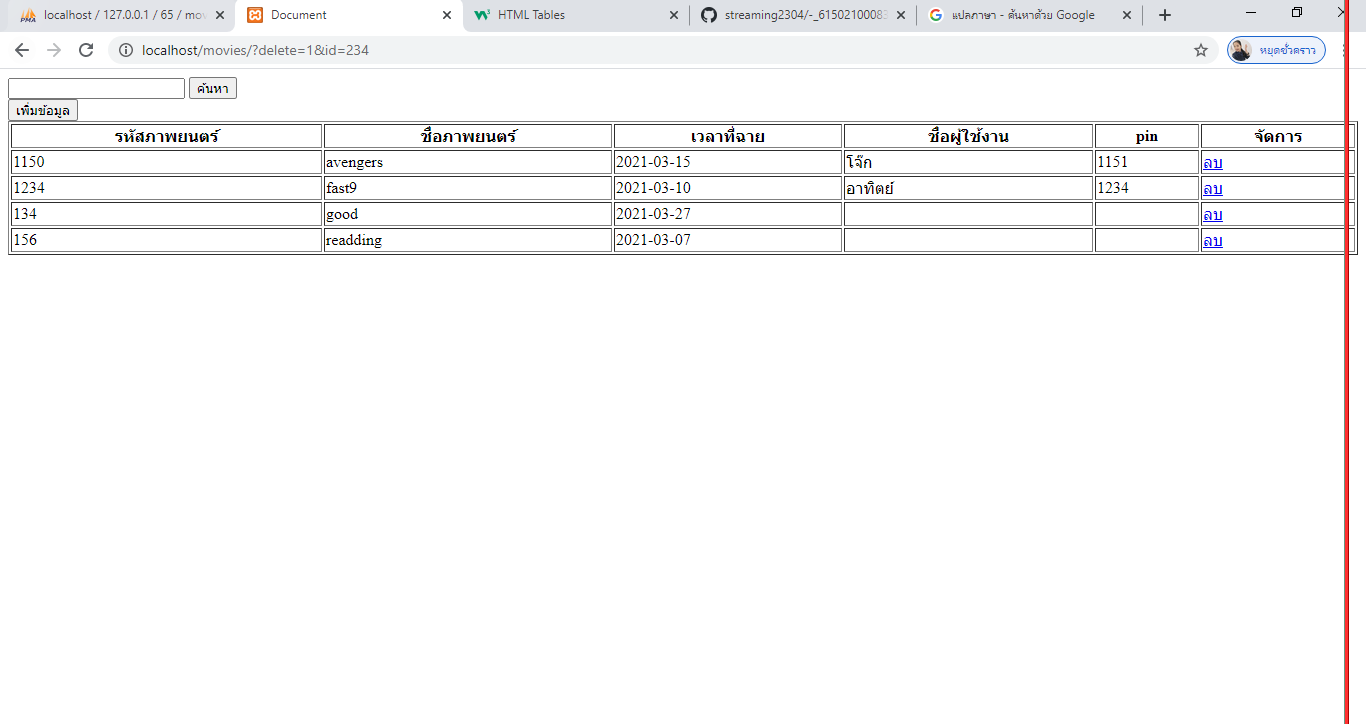 localhost / 127.0.0.1 / 65 / mov Document HTML Tables streaming2304/-_61502100083 แปลภาษา - ค้นหาด้วย Google
localhost/movies/?delete=1&id=234 หยุดชั่วคราว
ค้นหา
เพิ่มข้อมูล
รหัสภาพยนตร์ ชื่อภาพยนตร์ เวลาที่ฉาย ชื่อผู้ใช้งาน pin จัดการ
1150 avengers 2021-03-15 โจ๊ก 1151 ลบ
1234 fast9 2021-03-10 อาทิตย์ 1234 ลบ
134 good 2021-03-27 ลบ
156 readding 2021-03-07 ลบ